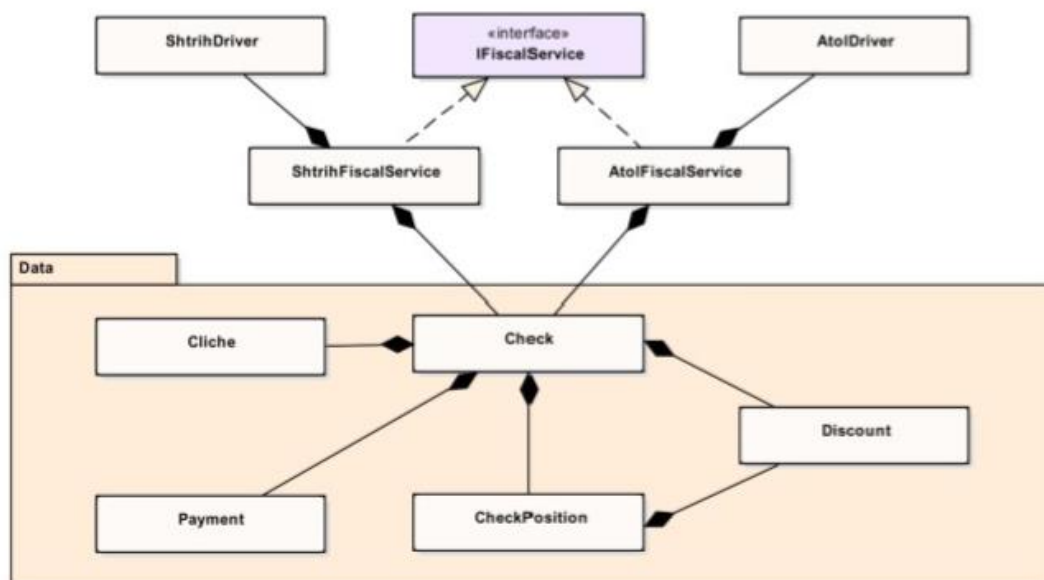 ShtrihDriver
«interface»
IFiscalService
AtolDriver
ShtrihFiscalService
AtolFiscalService
Data
Cliche
Check
Discount
Payment
CheckPosition